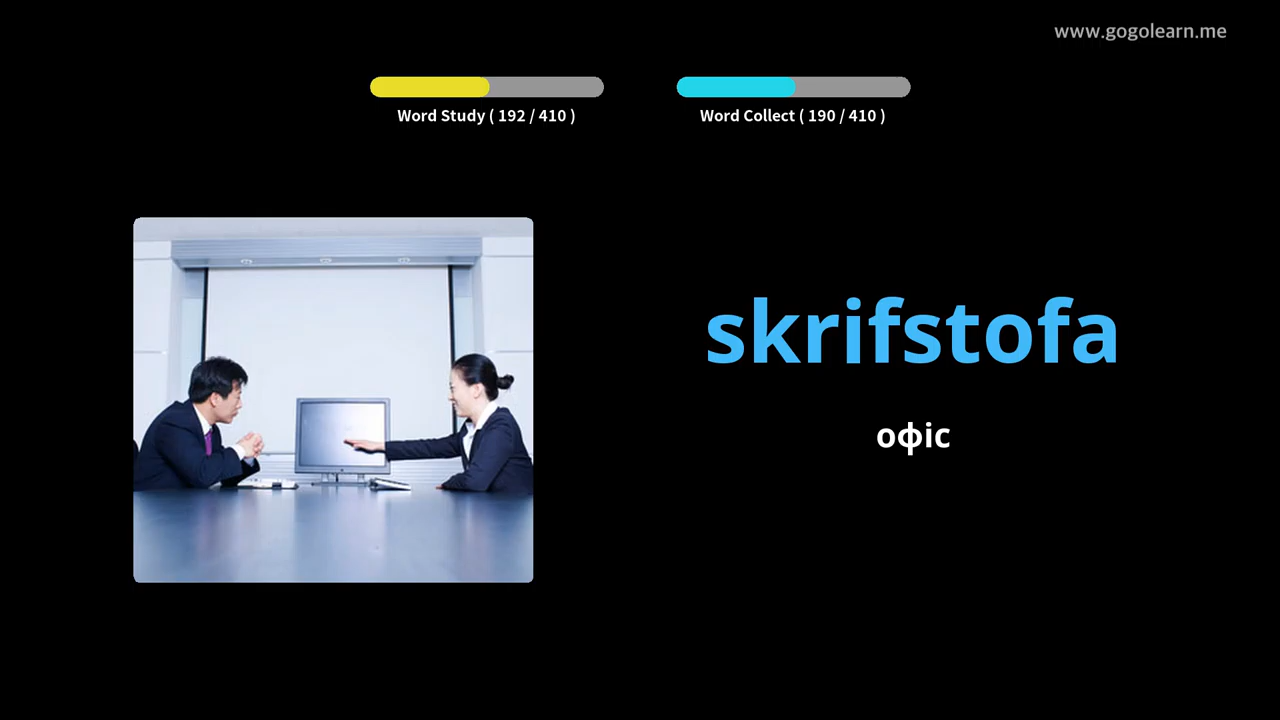 www.gogolearn.me
Word Study ( 192 / 410 )
Word Collect ( 190 / 410 )
skrifstofa
офіс